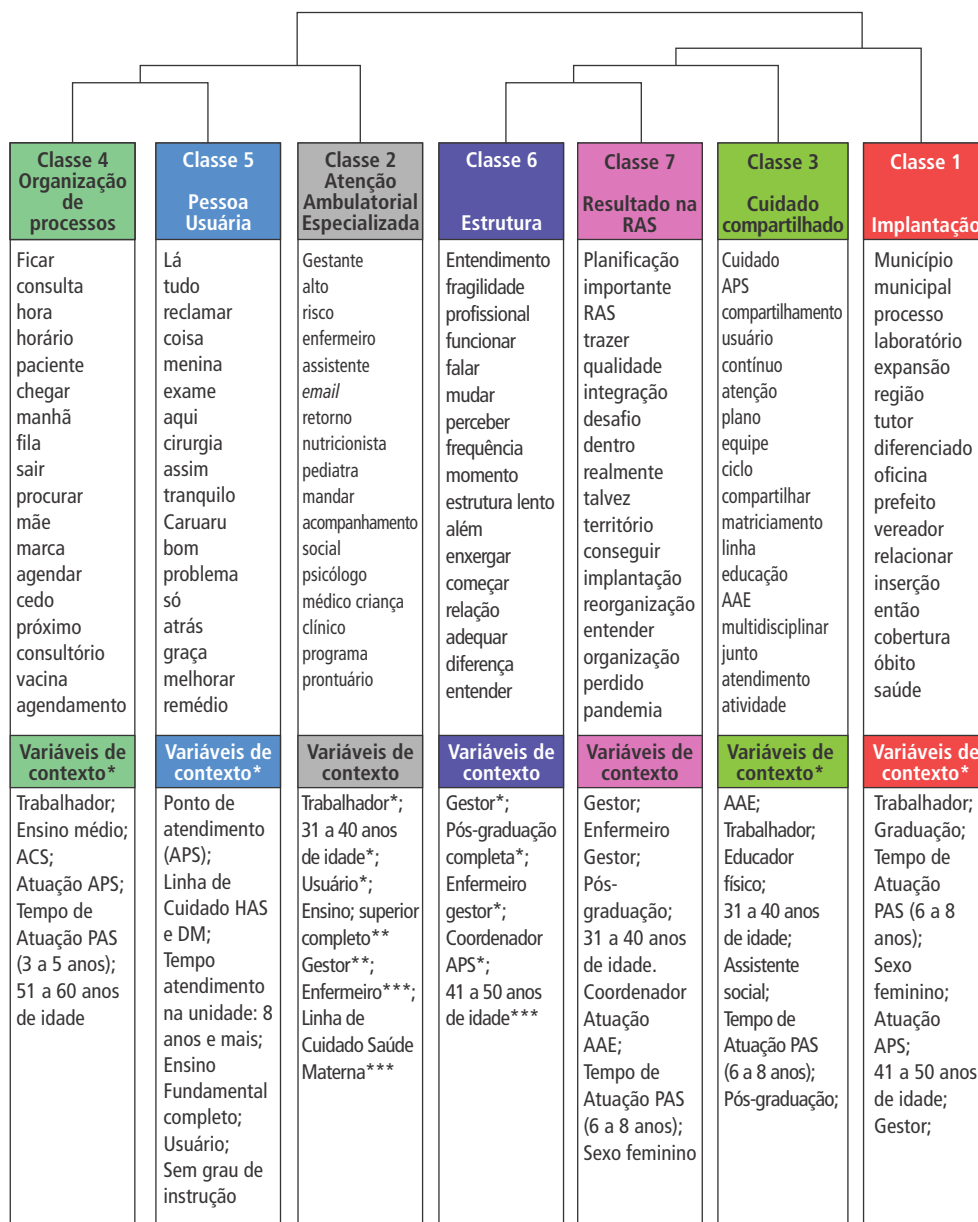 Classe 4
Organização
de
processos
Ficar
consulta
hora
horário
paciente
chegar
manhã
fila
sair
procurar
mãe
marca
agendar
cedo
próximo
consultório
vacina
agendamento
Variáveis de
contexto*
Trabalhador;
Ensino médio;
ACS;
Atuação APS;
Tempo de
Atuação PAS
(3 a 5 anos);
51 a 60 anos
de idade
Classe 5
Pessoa
Usuária
Lá
tudo
reclamar
coisa
menina
exame
aqui
cirurgia
assim
tranquilo
Caruaru
bom
problema
só
atrás
graça
melhorar
remédio
Variáveis de
contexto*
Ponto de
atendimento
(APS);
Linha de
Cuidado HAS
e DM;
Tempo
atendimento
na unidade: 8
anos e mais;
Ensino
Fundamental
completo;
Usuário;
Sem grau de
instrução
Classe 2
Atenção
Ambulatorial
Especializada
Gestante
alto
risco
enfermeiro
assistente
email
retorno
nutricionista
pediatra
mandar
acompanhamento
social
psicólogo
médico criança
clínico
programa
prontuário
Variáveis de
contexto
Trabalhador*;
31 a 40 anos
de idade*;
Usuário*;
Ensino; superior
completo**
Gestor**;
Enfermeiro***;
Linha de
Cuidado Saúde
Materna***
Classe 6
Estrutura
Entendimento
fragilidade
profissional
funcionar
falar
mudar
perceber
frequência
momento
estrutura lento
além
enxergar
começar
relação
adequar
diferença
entender
Variáveis de
contexto
Gestor*;
Pós-graduação
completa*;
Enfermeiro
gestor*;
Coordenador
APS*;
41 a 50 anos
de idade***
Classe 7
Resultado na
RAS
Planificação
importante
RAS
trazer
qualidade
integração
desafio
dentro
realmente
talvez
território
conseguir
implantação
reorganização
entender
organização
perdido
pandemia
Variáveis de
contexto
Gestor;
Enfermeiro
Gestor;
Pós-
graduação;
31 a 40 anos
de idade.
Coordenador
Atuação
AAE;
Tempo de
Atuação PAS
(6 a 8 anos);
Sexo feminino
Classe 3
Cuidado
compartilhado
Cuidado
APS
compartilhamento
usuário
contínuo
atenção
plano
equipe
ciclo
compartilhar
matriciamento
linha
educação
AAE
multidisciplinar
junto
atendimento
atividade
Variáveis de
contexto*
AAE;
Trabalhador;
Educador
físico;
31 a 40 anos
de idade;
Assistente
social;
Tempo de
Atuação PAS
(6 a 8 anos);
Pós-graduação;
Classe 1
Implantação
Município
municipal
processo
laboratório
expansão
região
tutor
diferenciado
oficina
prefeito
vereador
relacionar
inserção
então
cobertura
óbito
saúde
Variáveis de
contexto*
Trabalhador;
Graduação;
Tempo de
Atuação
PAS (6 a 8
anos);
Sexo
feminino;
Atuação
APS;
41 a 50 anos
de idade;
Gestor;